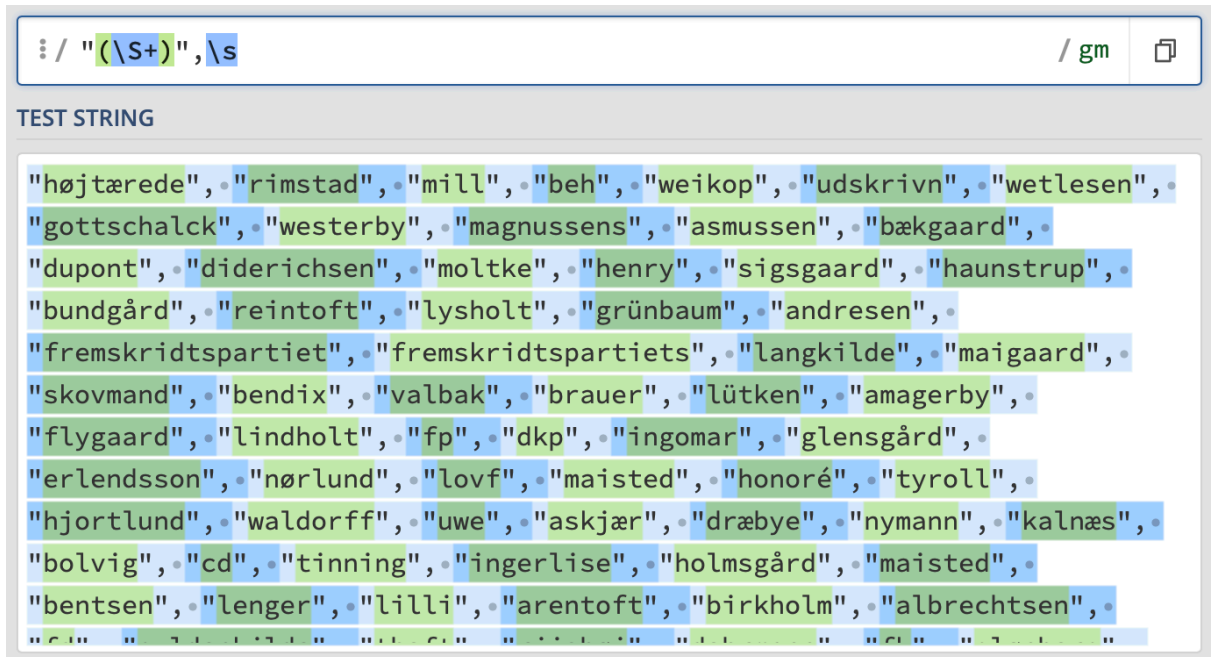 / "(\S+)",\s / gm
TEST STRING
"højtærede", "rimstad", "mill", "beh", "weikop", "udskrivn", "wetlesen",
"gottschalck", "westerby", "magnussens", "asmussen", "bækgaard",
"dupont", "diderichsen", "moltke", "henry", "sigsgaard", "haunstrup",
"bundgård", "reintoft", "lysholt", "grünbaum", "andresen",
"fremskridtspartiet", "fremskridtspartiets", "langkilde", "maigaard",
"skovmand", "bendix", "valbak", "brauer", "lütken", "amagerby",
"flygaard", "lindholt", "fp", "dkp", "ingomar", "glensgård",
"erlendsson", "nørlund", "lovf", "maisted", "honoré", "tyroll",
"hjortlund", "waldorff", "uwe", "askjær", "dræbye", "nymann", "kalnæs",
"bolvig", "cd", "tinning", "ingerlise", "holmsgård", "maisted",
"bentsen", "lenger", "lilli", "arentoft", "birkholm", "albrechtsen",